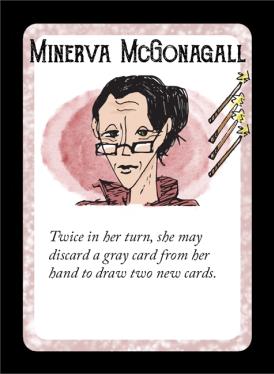 Minerva McGonagall
Twice in her turn, she may
discard a gray card from her
hand to draw two new cards.